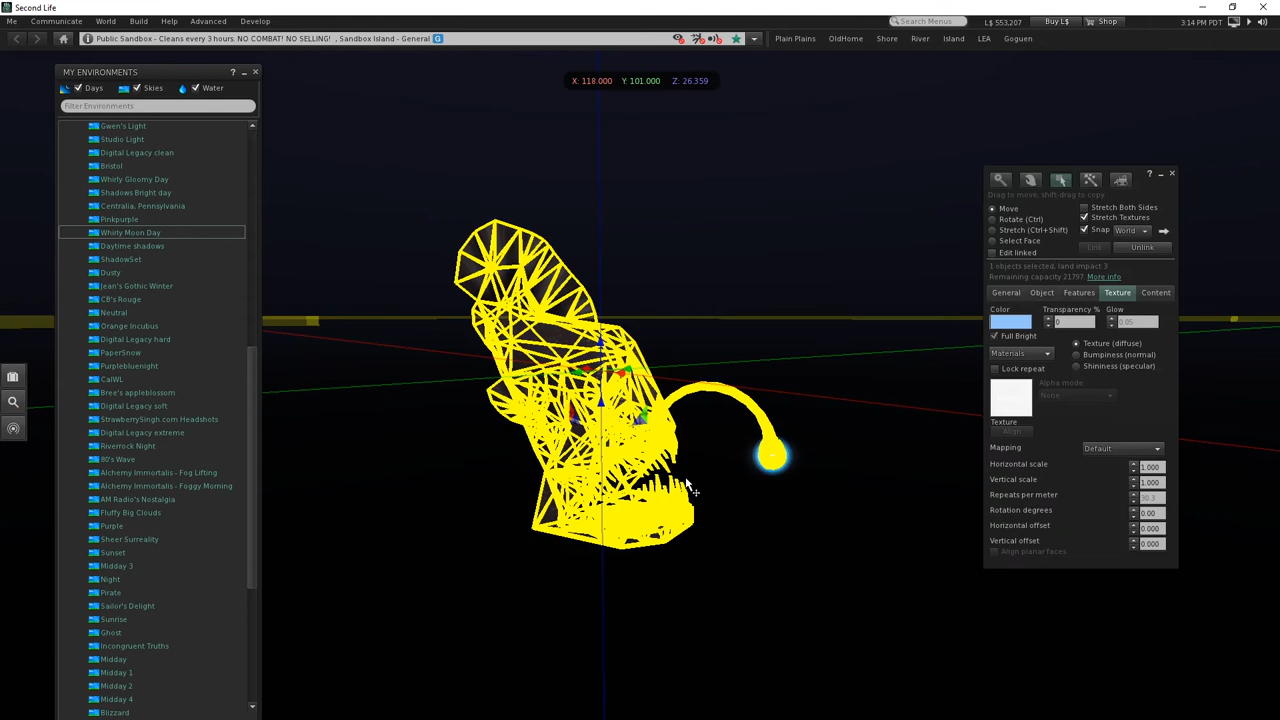 Second Life
Me Communicate World Build Help Advanced Develop
Search Menus L$ 553,207 Buy L$ Shop 3:14 PM PDT
Public Sandbox - Cleans every 3 hours. NO COMBAT! NO SELLING! , Sandbox Island - General G
Plain Plains OldHome Shore River Island LEA Goguen
MY ENVIRONMENTS ?
Days Skies Water
Filter Environments
Gwen's Light
Studio Light
Digital Legacy clean
Bristol
Whirly Gloomy Day
Shadows Bright day
Centralia, Pennsylvania
Pinkpurple
Whirly Moon Day
Daytime shadows
ShadowSet
Dusty
Jean's Gothic Winter
CB's Rouge
Neutral
Orange Incubus
Digital Legacy hard
PaperSnow
Purplebluenight
CalWL
Bree's appleblossom
Digital Legacy soft
StrawberrySingh.com Headshots
Digital Legacy extreme
Riverrock Night
80's Wave
Alchemy Immortalis - Fog Lifting
Alchemy Immortalis - Foggy Morning
AM Radio's Nostalgia
Fluffy Big Clouds
Purple
Sheer Surreality
Sunset
Midday 3
Night
Pirate
Sailor's Delight
Sunrise
Ghost
Incongruent Truths
Midday
Midday 1
Midday 2
Midday 4
Blizzard
X: 118.000 Y: 101.000 Z: 26.359
?
Drag to move, shift-drag to copy
Move
Rotate (Ctrl)
Stretch (Ctrl+Shift)
Select Face
Edit linked
Stretch Both Sides
Stretch Textures
Snap World
Link Unlink
1 objects selected, land impact 3
Remaining capacity 21797. More info
General Object Features Texture Content
Color Transparency % Glow
0 0.05
Full Bright
Materials
Texture (diffuse)
Bumpiness (normal)
Shininess (specular)
Lock repeat
Alpha mode
None
Texture
Align
Mapping Default
Horizontal scale 1.000
Vertical scale 1.000
Repeats per meter 30.3
Rotation degrees 0.00
Horizontal offset 0.000
Vertical offset 0.000
Align planar faces